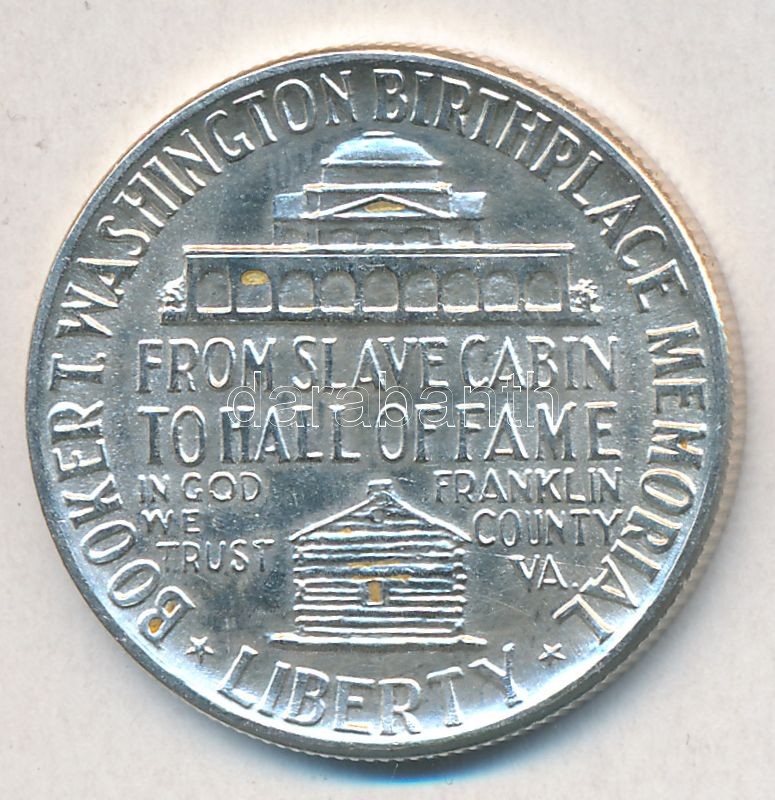 BOOKER T. WASHINGTON BIRTHPLACE MEMORIAL
FROM SLAVE CABIN
TO HALL OF FAME
darabanth
IN GOD
WE
TRUST
FRANKLIN
COUNTY
VA.
LIBERTY